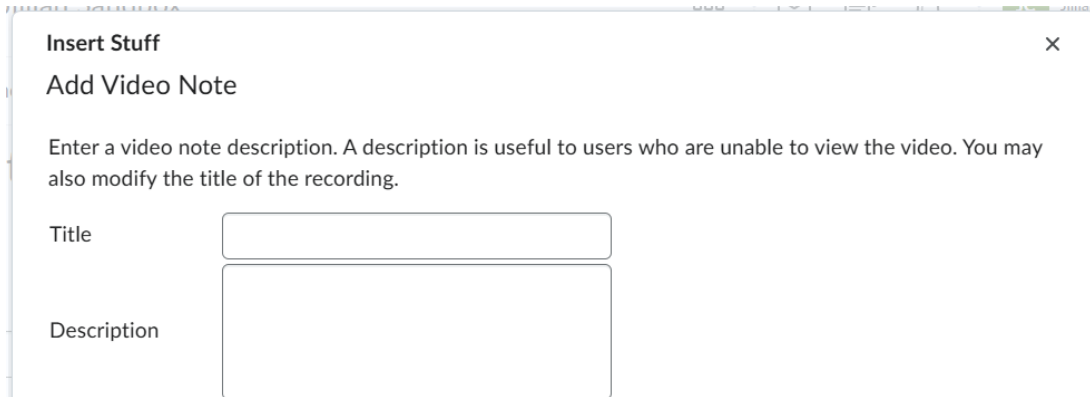 Insert Stuff
Add Video Note
Enter a video note description. A description is useful to users who are unable to view the video. You may
also modify the title of the recording.
Title
Description